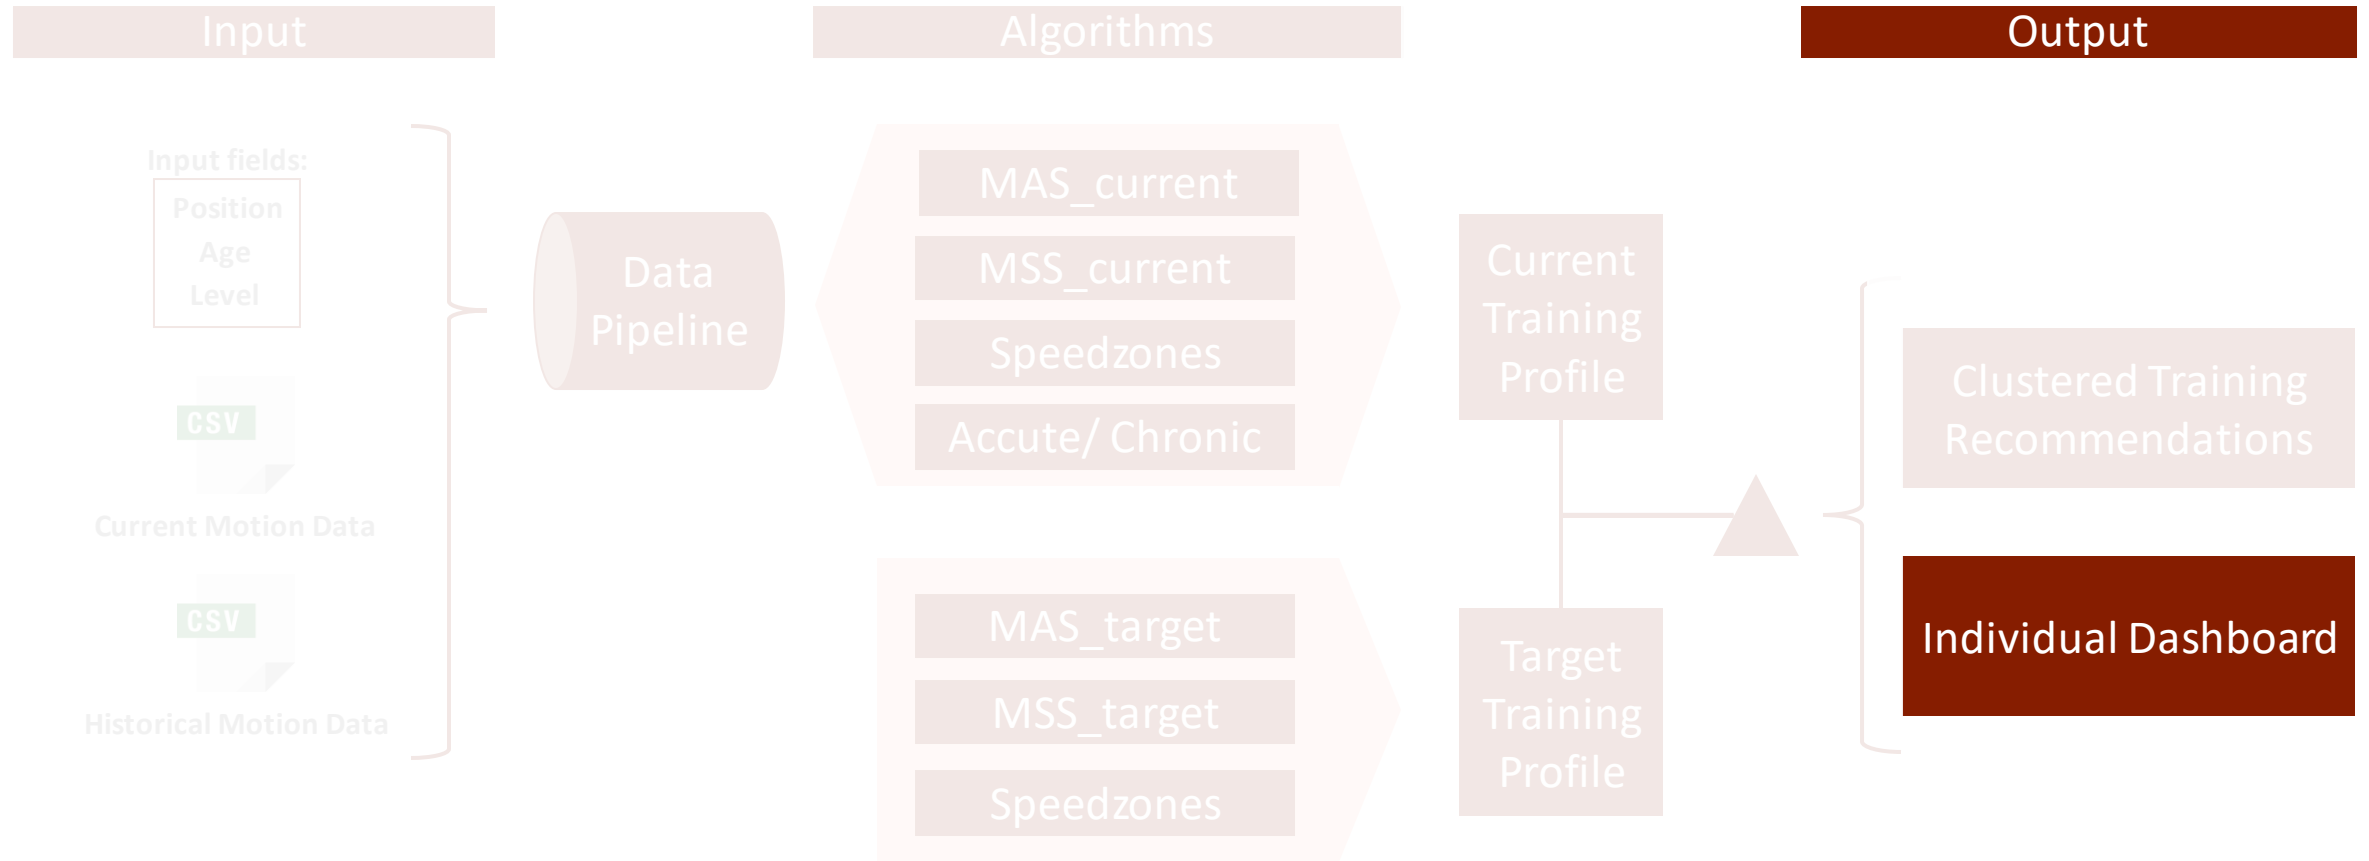 Input
Algorithms
Output
Input fields:
Position
Age
Level
CSV
Current Motion Data
CSV
Historical Motion Data
Data
Pipeline
MAS_current
MSS_current
Speedzones
Accute/ Chronic
MAS_target
MSS_target
Speedzones
Current
Training
Profile
Target
Training
Profile
Clustered Training
Recommendations
Individual Dashboard